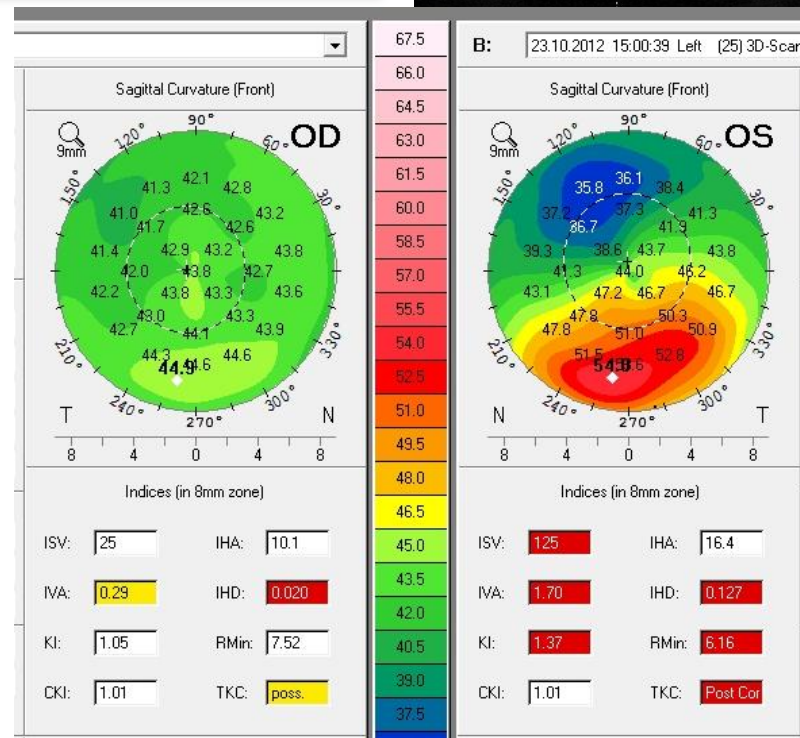 B: 23.10.2012 15:00:39 Left (25) 3D-Scan
Sagittal Curvature (Front)
9mm
OD
90°
120° 60°
150° 30°
210° 330°
240° 300°
270°
42.1
41.3 42.8
41.0 42.6 43.2
41.7 42.6
41.4 42.9 43.2 43.8
42.0 43.8 42.7
42.2 43.8 43.3 43.6
43.0 43.3
42.7 44.1 43.9
44.3 44.6
44.9
T N
8 4 0 4 8
Indices (in 8mm zone)
ISV: 25 IHA: 10.1
IVA: 0.29 IHD: 0.020
KI: 1.05 RMin: 7.52
CKI: 1.01 TKC: poss.
67.5
66.0
64.5
63.0
61.5
60.0
58.5
57.0
55.5
54.0
52.5
51.0
49.5
48.0
46.5
45.0
43.5
42.0
40.5
39.0
37.5
Sagittal Curvature (Front)
9mm
OS
90°
120° 60°
150° 30°
210° 330°
240° 300°
270°
36.1
35.8 38.4
37.2 37.3 41.3
36.7 41.9
39.3 38.6 43.7 43.8
41.3 44.0 46.2
43.1 47.2 46.7 46.7
47.8 50.3
47.8 51.0 50.9
51.5 52.8
N T
8 4 0 4 8
Indices (in 8mm zone)
ISV: 125 IHA: 16.4
IVA: 1.70 IHD: 0.127
KI: 1.37 RMin: 6.16
CKI: 1.01 TKC: Post Cor